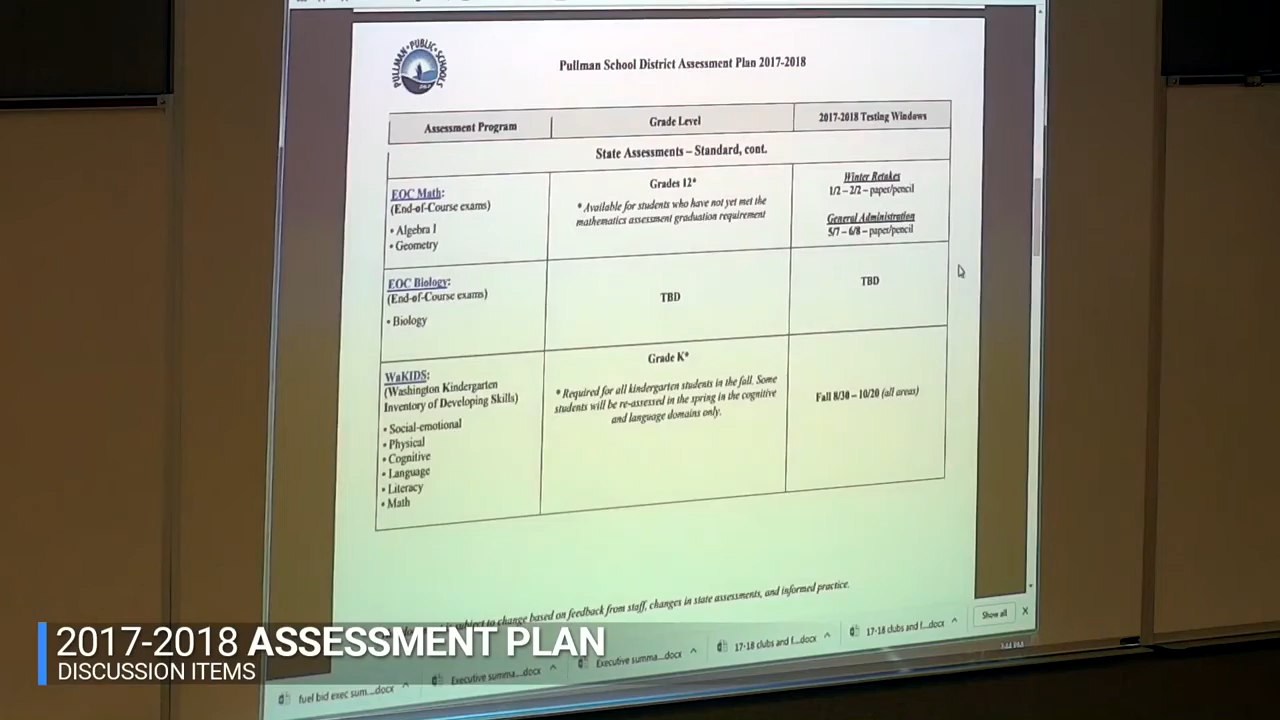 PULLMAN • PUBLIC • SCHOOLS
Pullman School District Assessment Plan 2017-2018
Assessment Program
Grade Level
2017-2018 Testing Windows
State Assessments – Standard, cont.
EOC Math:
(End-of-Course exams)
• Algebra I
• Geometry
Grades 12*
* Available for students who have not yet met the
mathematics assessment graduation requirement
Winter Retakes
1/2 – 2/2 – paper/pencil
General Administration
5/7 – 6/8 – paper/pencil
EOC Biology:
(End-of-Course exams)
• Biology
TBD
TBD
WaKIDS:
(Washington Kindergarten
Inventory of Developing Skills)
• Social-emotional
• Physical
• Cognitive
• Language
• Literacy
• Math
Grade K*
* Required for all kindergarten students in the fall. Some
students will be re-assessed in the spring in the cognitive
and language domains only.
Fall 8/30 – 10/20 (all areas)
subject to change based on feedback from staff, changes in state assessments, and informed practice.
2017-2018 ASSESSMENT PLAN
DISCUSSION ITEMS
fuel bid exec sum....docx
Executive summa....docx
Executive summa....docx
17-18 clubs and f....docx
17-18 clubs and f....docx
Show all